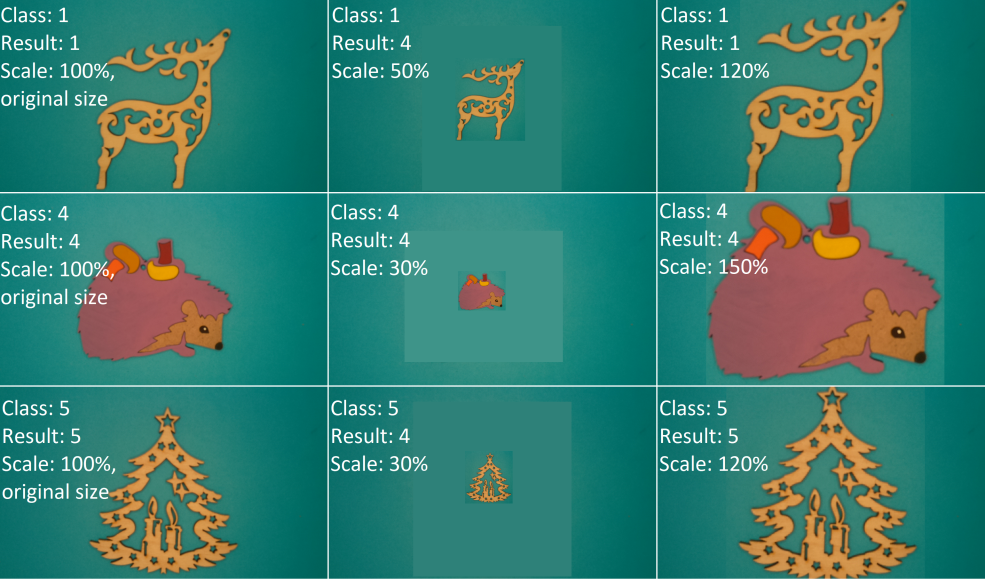 Class: 1
Result: 1
Scale: 100%,
original size
Class: 1
Result: 4
Scale: 50%
Class: 1
Result: 1
Scale: 120%
Class: 4
Result: 4
Scale: 100%,
original size
Class: 4
Result: 4
Scale: 30%
Class: 4
Result: 4
Scale: 150%
Class: 5
Result: 5
Scale: 100%,
original size
Class: 5
Result: 4
Scale: 30%
Class: 5
Result: 5
Scale: 120%